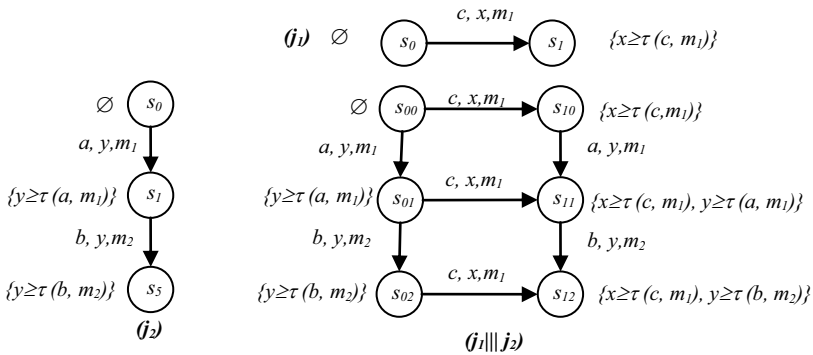 c, x,m₁
(j₁) ∅ s₀ s₁ {x≥τ (c, m₁)}
∅ s₀
a, y,m₁
{y≥τ (a, m₁)} s₁
b, y,m₂
{y≥τ (b, m₂)} s₅
(j₂)
c, x,m₁
∅ s₀₀ s₁₀ {x≥τ (c,m₁)}
a, y,m₁ a, y,m₁
c, x,m₁
{y≥τ (a, m₁)} s₀₁ s₁₁ {x≥τ (c, m₁), y≥τ (a, m₁)}
b, y,m₂ b, y,m₂
c, x,m₁
{y≥τ (b, m₂)} s₀₂ s₁₂ {x≥τ (c, m₁), y≥τ (b, m₂)}
(j₁||| j₂)